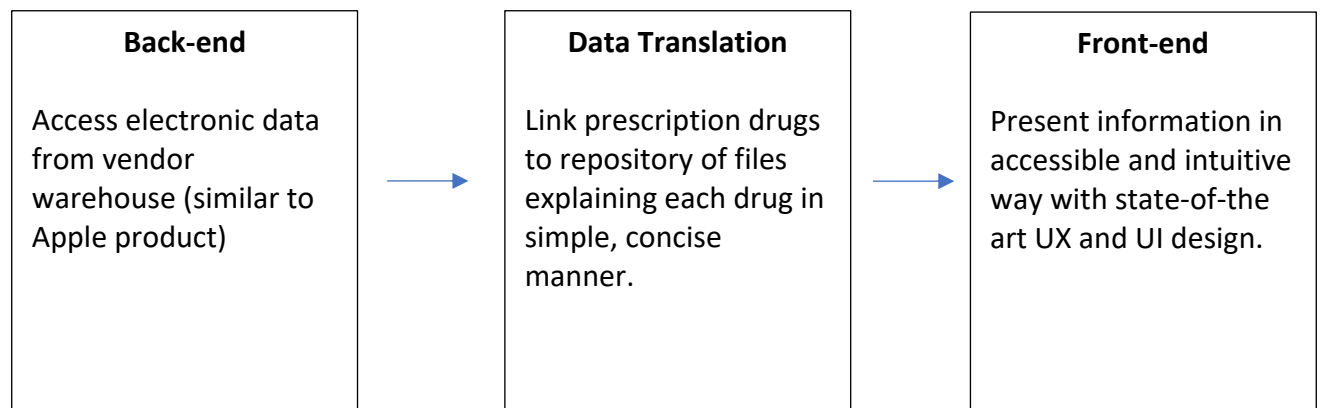 Back-end
Access electronic data
from vendor
warehouse (similar to
Apple product)
Data Translation
Link prescription drugs
to repository of files
explaining each drug in
simple, concise
manner.
Front-end
Present information in
accessible and intuitive
way with state-of-the
art UX and UI design.